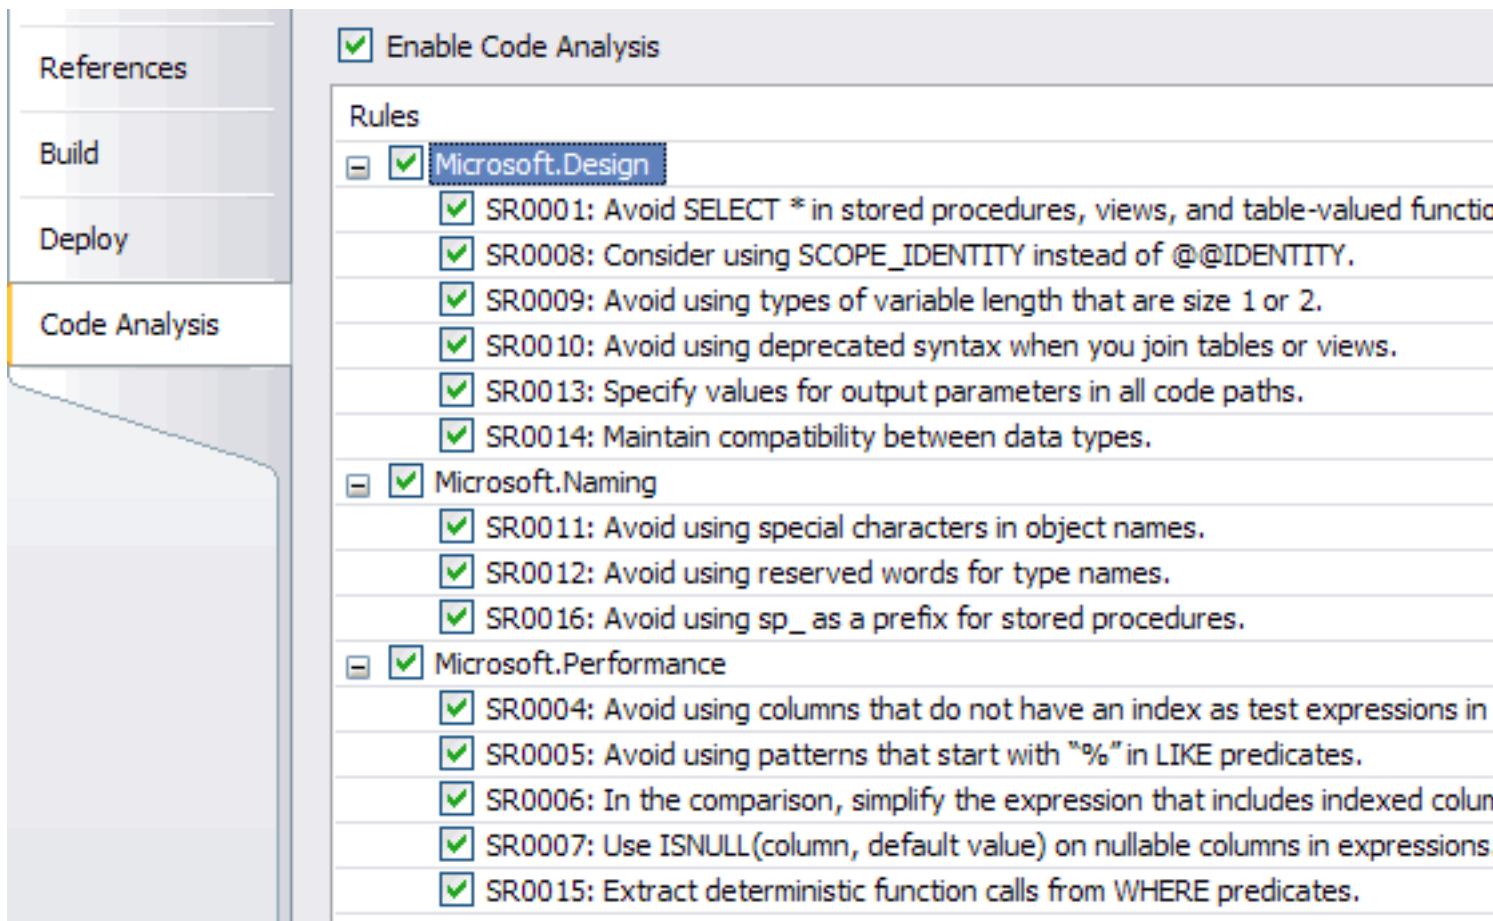 References
Build
Deploy
Code Analysis
Enable Code Analysis
Rules
Microsoft.Design
SR0001: Avoid SELECT * in stored procedures, views, and table-valued functio
SR0008: Consider using SCOPE_IDENTITY instead of @@IDENTITY.
SR0009: Avoid using types of variable length that are size 1 or 2.
SR0010: Avoid using deprecated syntax when you join tables or views.
SR0013: Specify values for output parameters in all code paths.
SR0014: Maintain compatibility between data types.
Microsoft.Naming
SR0011: Avoid using special characters in object names.
SR0012: Avoid using reserved words for type names.
SR0016: Avoid using sp_ as a prefix for stored procedures.
Microsoft.Performance
SR0004: Avoid using columns that do not have an index as test expressions in
SR0005: Avoid using patterns that start with “%” in LIKE predicates.
SR0006: In the comparison, simplify the expression that includes indexed colum
SR0007: Use ISNULL(column, default value) on nullable columns in expressions.
SR0015: Extract deterministic function calls from WHERE predicates.